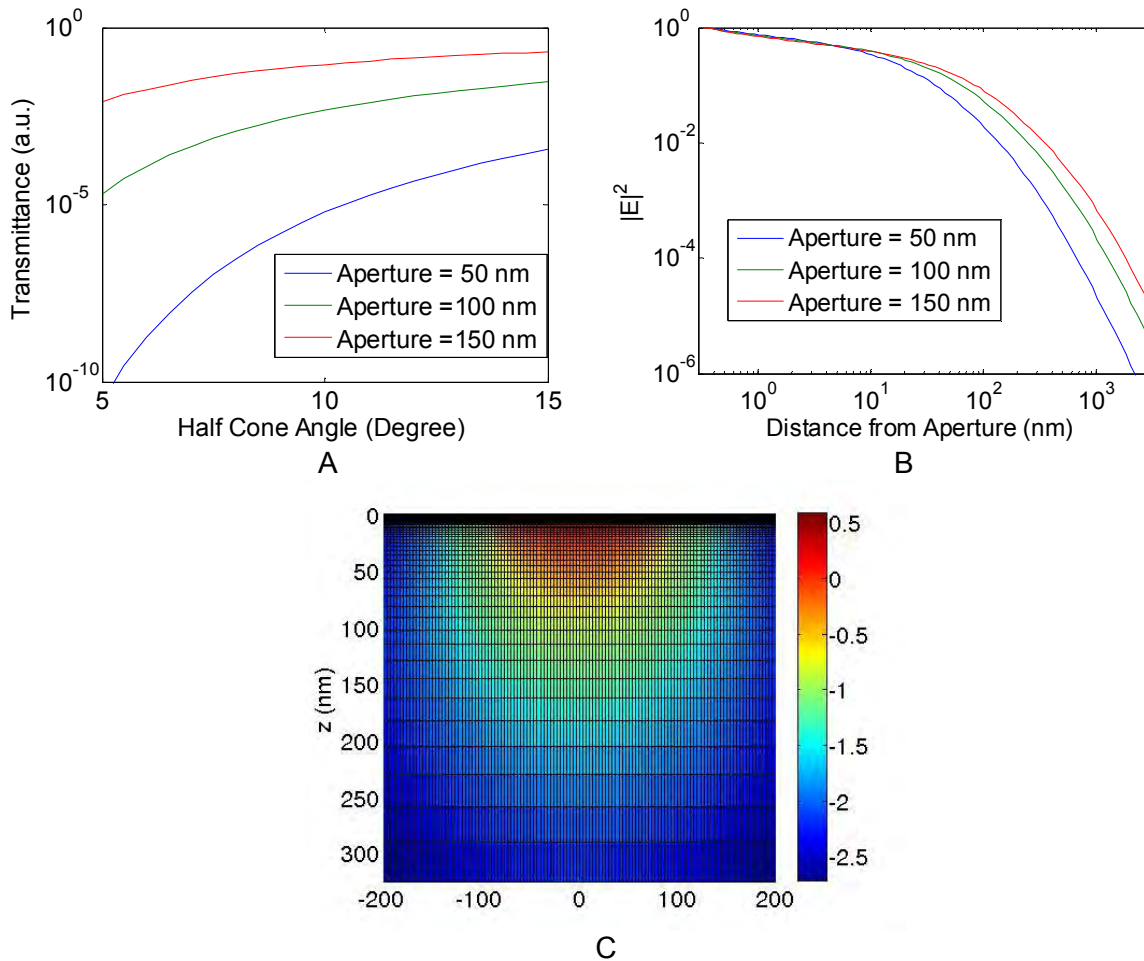 10^0
10^-5
10^-10
Transmittance (a.u.)
5
10
15
Half Cone Angle (Degree)
Aperture = 50 nm
Aperture =100 nm
Aperture =150 nm
A
10^0
10^-2
10^-4
10^-6
|E|^2
10^0
10^1
10^2
10^3
Distance from Aperture (nm)
Aperture = 50 nm
Aperture = 100 nm
Aperture = 150 nm
B
0
50
100
150
200
250
300
z (nm)
-200
-100
0
100
200
0.5
0
-0.5
-1
-1.5
-2
-2.5
C